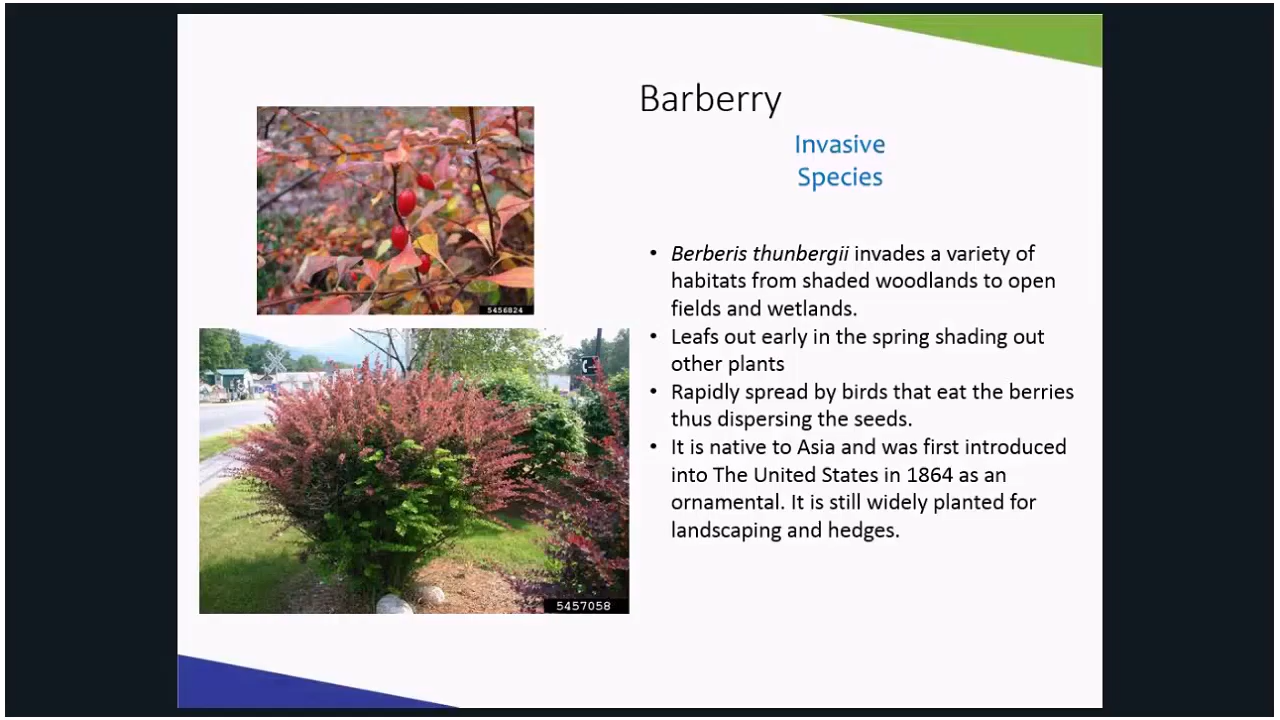 Barberry
Invasive
Species
5456824
• Berberis thunbergii invades a variety of
habitats from shaded woodlands to open
fields and wetlands.
• Leafs out early in the spring shading out
other plants
• Rapidly spread by birds that eat the berries
thus dispersing the seeds.
• It is native to Asia and was first introduced
into The United States in 1864 as an
ornamental. It is still widely planted for
landscaping and hedges.
5457058